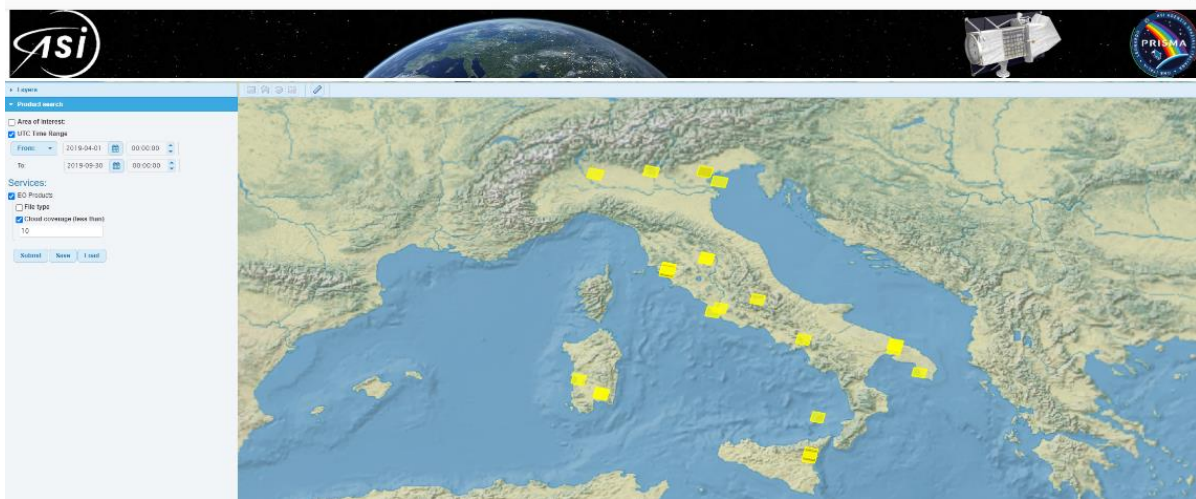 asi
PRISMA
Layers
Product search
Area of Interest:
UTC Time Range
From: 2019-04-01 00:00:00
To: 2019-09-30 00:00:00
Services:
EO Products
File type
Cloud coverage (less than)
10
Submit Save Load